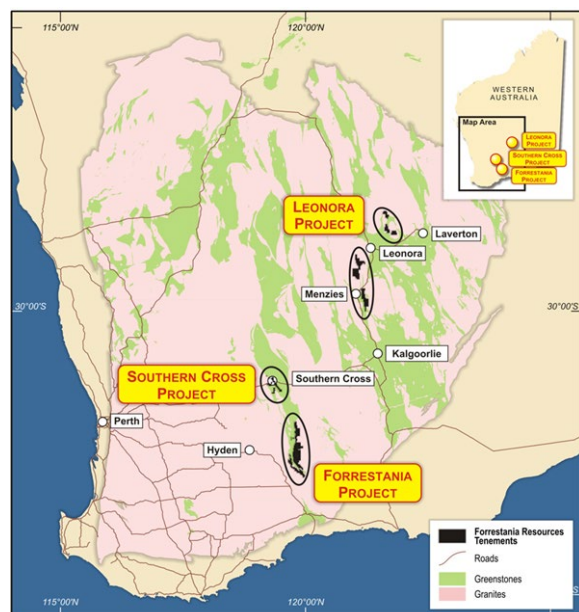 115°00'E
120°00'E
WESTERN
AUSTRALIA
Map Area
LEONORA
PROJECT
SOUTHERN CROSS
PROJECT
FORRESTANIA
PROJECT
LEONORA
PROJECT
Laverton
Leonora
30°00'S
Menzies
30°00'S
Kalgoorlie
SOUTHERN CROSS
PROJECT
Southern Cross
Perth
Hyden
FORRESTANIA
PROJECT
Forrestania Resources
Tenements
Roads
Greenstones
Granites
115°00'E
120°00'E